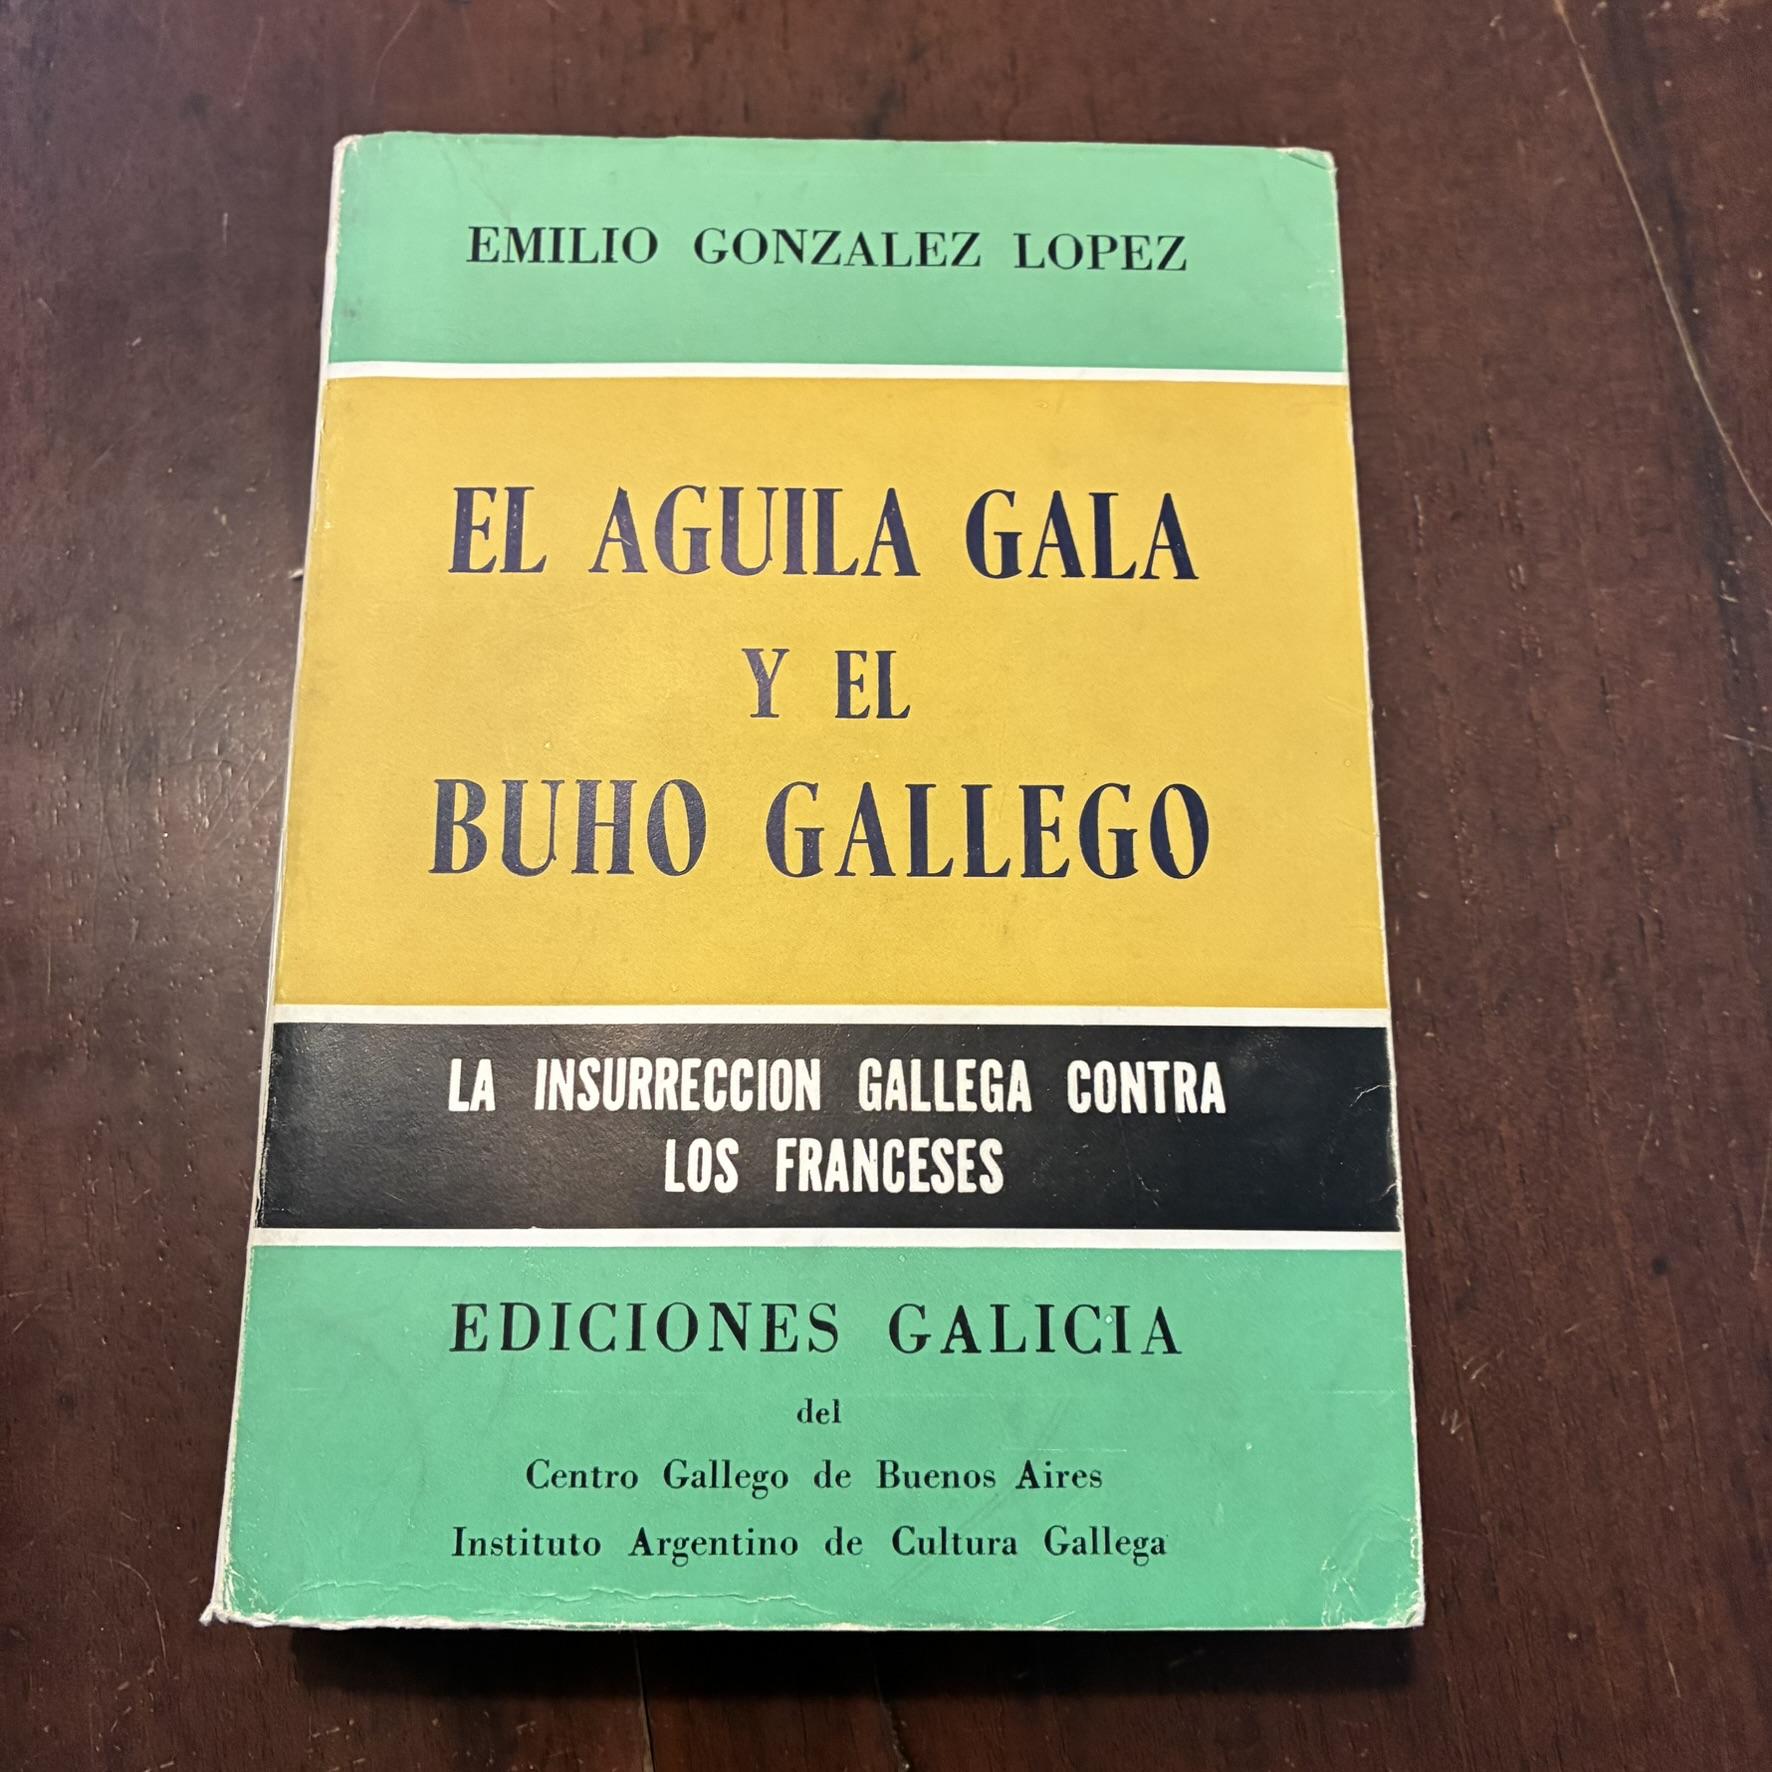 EMILIO GONZALEZ LOPEZ
EL AGUILA GALA
Y EL
BUHO GALLEGO
LA INSURRECCION GALLEGA CONTRA
LOS FRANCESES
EDICIONES GALICIA
del
Centro Gallego de Buenos Aires
Instituto Argentino de Cultura Gallega